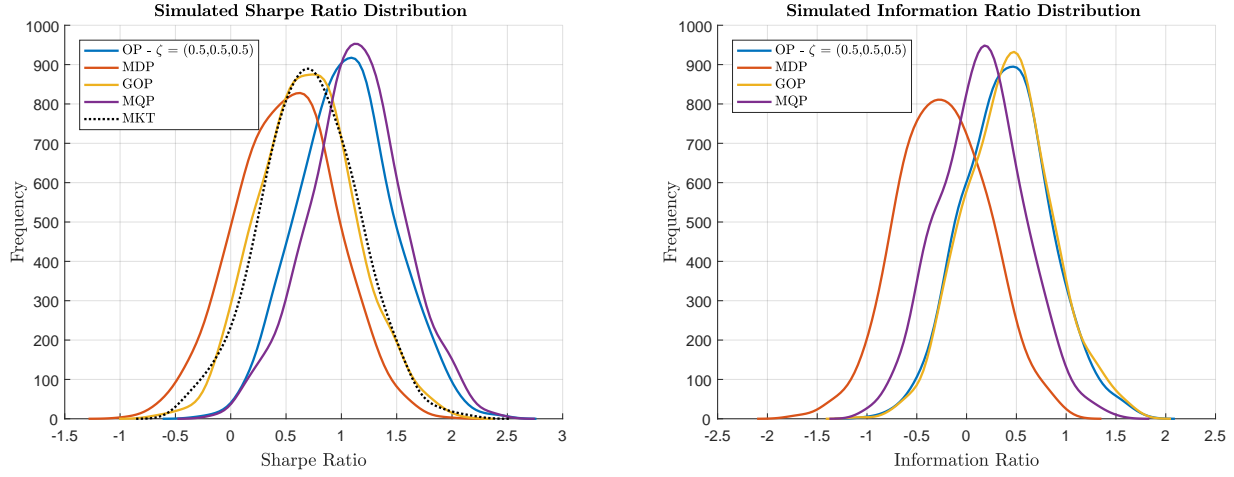 Simulated Sharpe Ratio Distribution
1000
900
800
700
600
500
400
300
200
100
0
Frequency
OP - ζ = (0.5,0.5,0.5)
MDP
GOP
MQP
MKT
-1.5 -1 -0.5 0 0.5 1 1.5 2 2.5 3
Sharpe Ratio
Simulated Information Ratio Distribution
1000
900
800
700
600
500
400
300
200
100
0
Frequency
OP - ζ = (0.5,0.5,0.5)
MDP
GOP
MQP
-2.5 -2 -1.5 -1 -0.5 0 0.5 1 1.5 2 2.5
Information Ratio